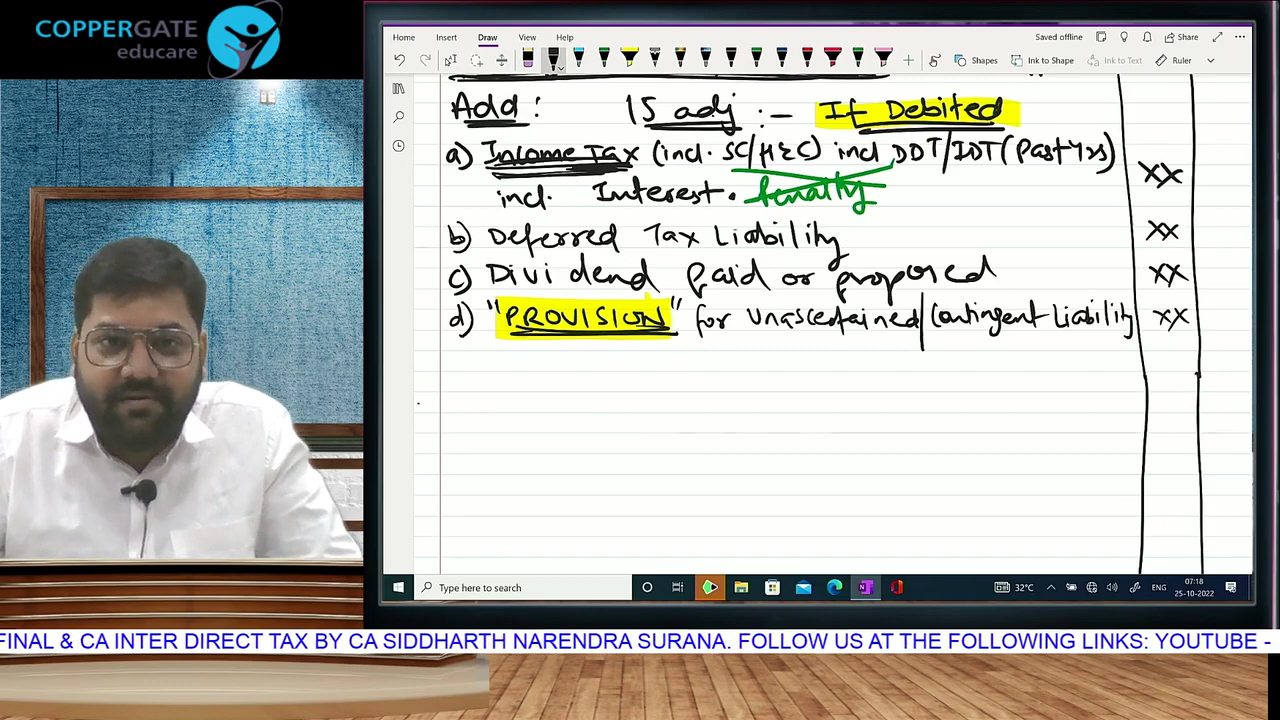 COPPERGATE
educare
Home Insert Draw View Help
Saved offline
Share
Shapes
Ink to Shape
Ink to Text
Ink to Math
Ruler
Add: 15 adj :- If Debited
a) Income Tax (incl. SC/H&EC) incl DDT/IDT (Past Yrs) XX
incl. Interest. Penalty
b) Deferred Tax Liability XX
c) Dividend paid or proposed XX
d) "PROVISION" for Unascertained/Contingent Liability XX
Type here to search
32°C
ENG
07:18
25-10-2022
FINAL & CA INTER DIRECT TAX BY CA SIDDHARTH NARENDRA SURANA. FOLLOW US AT THE FOLLOWING LINKS: YOUTUBE -